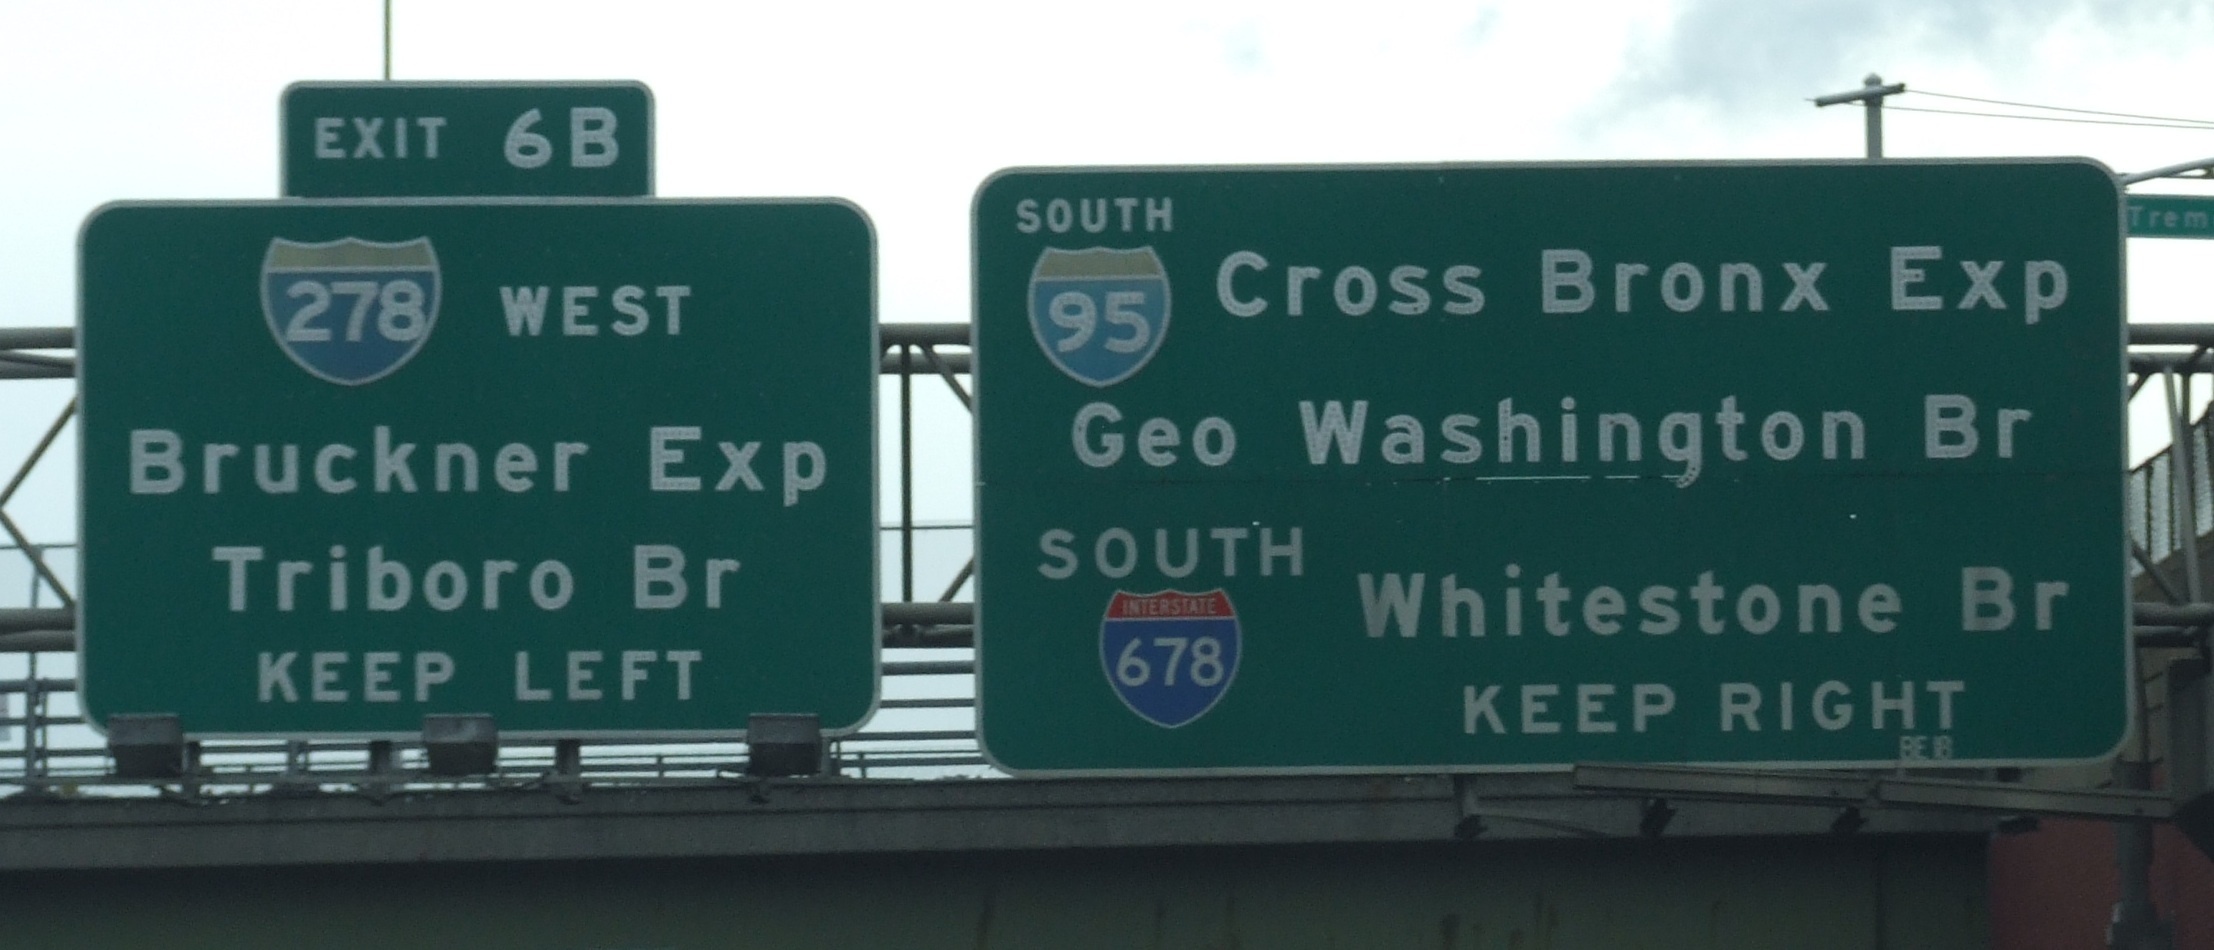 EXIT 6B
278 WEST
Bruckner Exp
Triboro Br
KEEP LEFT
SOUTH
95 Cross Bronx Exp
Geo Washington Br
SOUTH
INTERSTATE
678 Whitestone Br
KEEP RIGHT
Trem